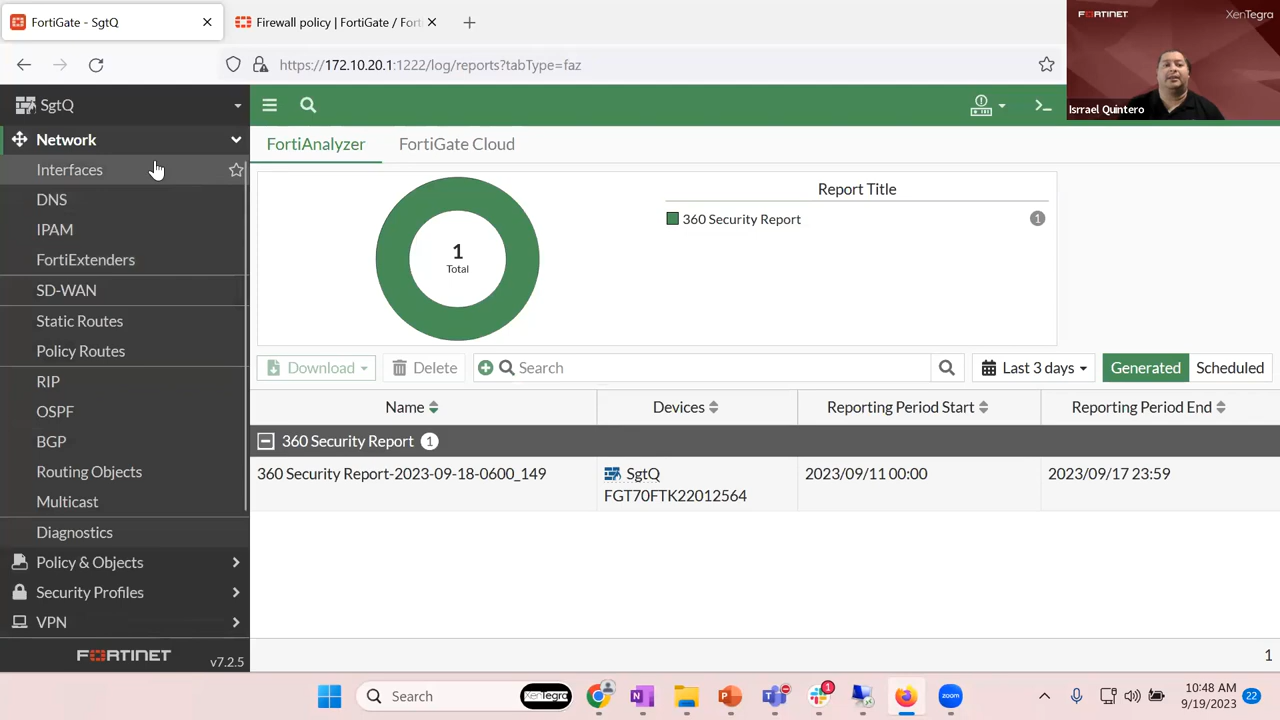 FortiGate - SgtQ
Firewall policy | FortiGate / Forti
FORTINET
XenTegra
https://172.10.20.1:1222/log/reports?tabType=faz
Isrrael Quintero
SgtQ
Network
FortiAnalyzer
FortiGate Cloud
Interfaces
DNS
IPAM
FortiExtenders
SD-WAN
Static Routes
Policy Routes
RIP
OSPF
BGP
Routing Objects
Multicast
Diagnostics
Policy & Objects
Security Profiles
VPN
FORTINET
v7.2.5
1
Total
Report Title
360 Security Report
1
Download
Delete
Search
Last 3 days
Generated
Scheduled
Name
Devices
Reporting Period Start
Reporting Period End
360 Security Report 1
360 Security Report-2023-09-18-0600_149
SgtQ
FGT70FTK22012564
2023/09/11 00:00
2023/09/17 23:59
1
Search
XenTegra
1
zoom
10:48 AM
9/19/2023
22